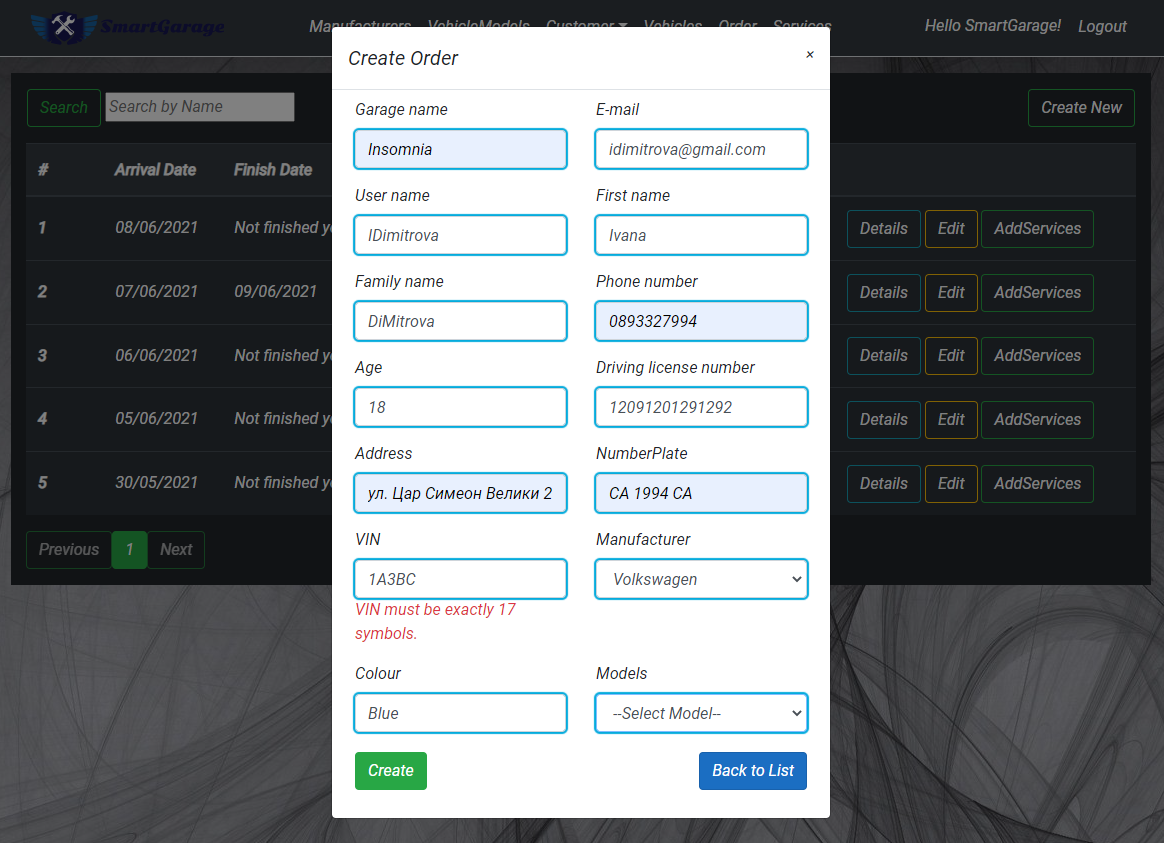 SmartGarage
Manufacturers VehicleModels Customer Vehicles Order Services
Hello SmartGarage! Logout
Create Order
×
Search
Search by Name
Create New
# Arrival Date Finish Date
1 08/06/2021 Not finished
Details Edit AddServices
2 07/06/2021 09/06/2021
Details Edit AddServices
3 06/06/2021 Not finished
Details Edit AddServices
4 05/06/2021 Not finished
Details Edit AddServices
5 30/05/2021 Not finished
Details Edit AddServices
Previous 1 Next
Garage name E-mail
Insomnia idimitrova@gmail.com
User name First name
IDimitrova Ivana
Family name Phone number
DiMitrova 0893327994
Age Driving license number
18 12091201291292
Address NumberPlate
ул. Цар Симеон Велики 2 CA 1994 CA
VIN Manufacturer
1A3BC Volkswagen
VIN must be exactly 17
symbols.
Colour Models
Blue --Select Model--
Create Back to List